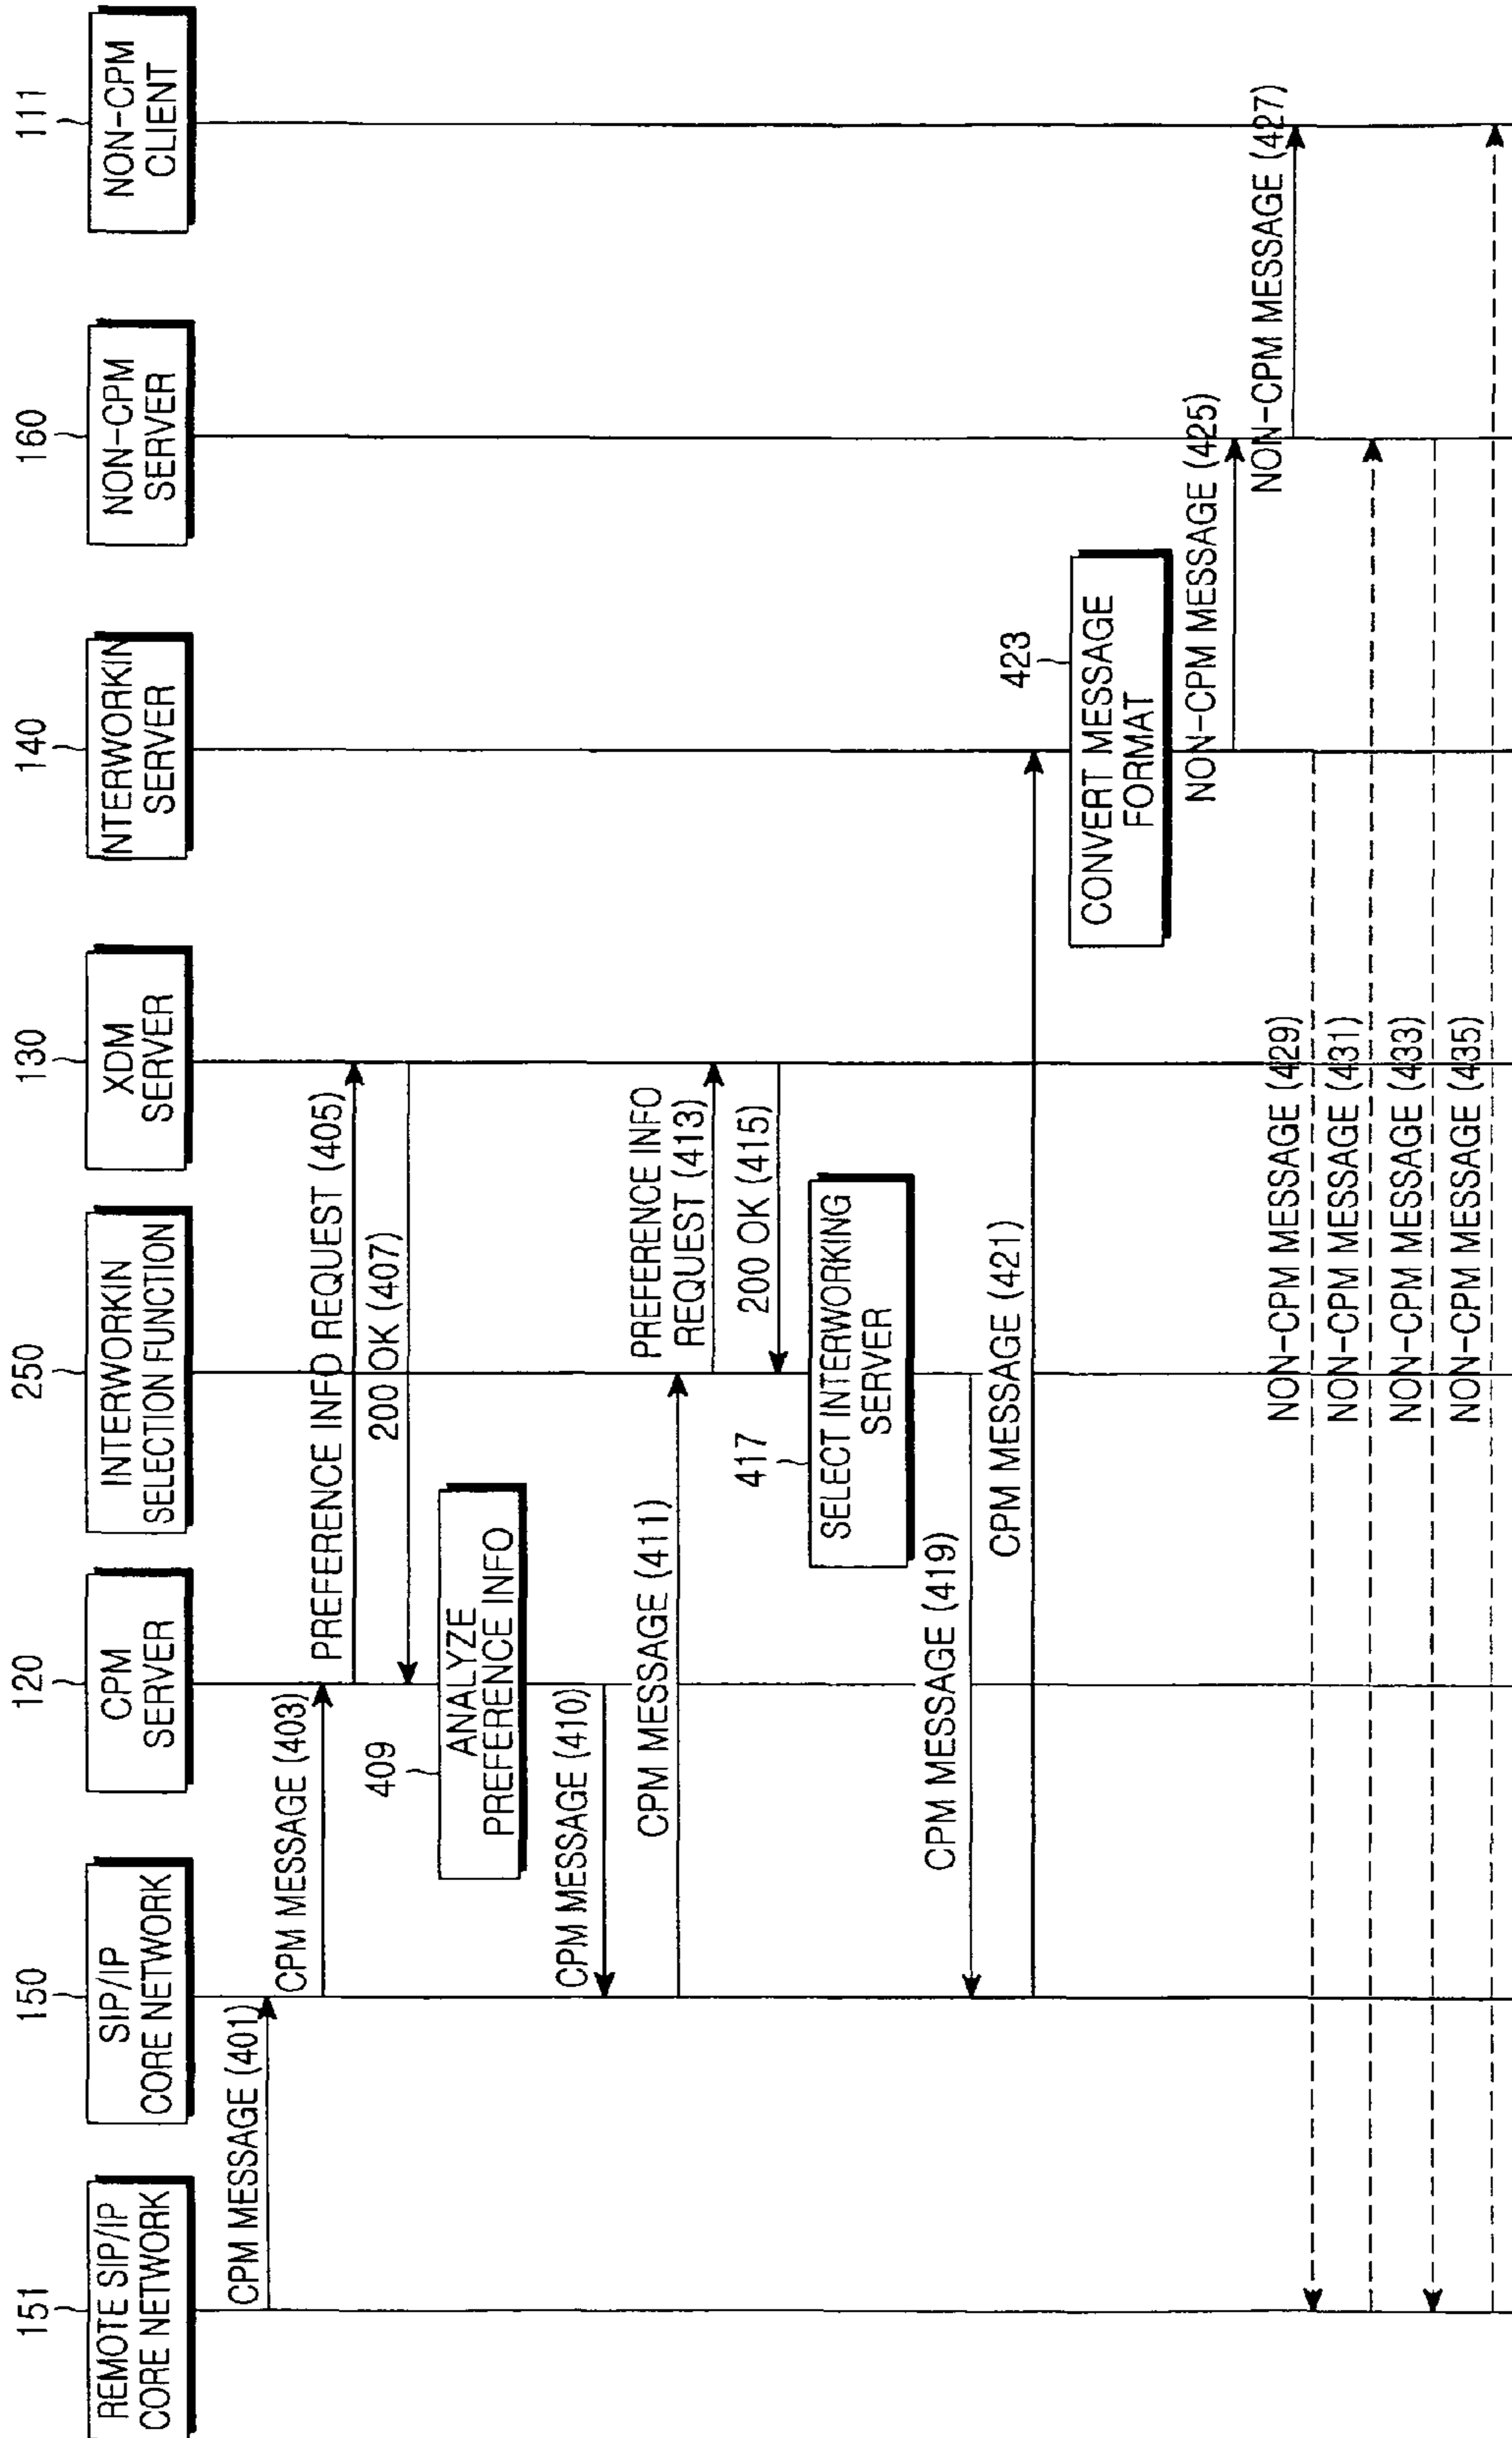 151
REMOTE SIP/IP
CORE NETWORK
150
SIP/IP
CORE NETWORK
120
CPM
SERVER
250
INTERWORKIN
SELECTION FUNCTION
130
XDM
SERVER
140
INTERWORKIN
SERVER
160
NON-CPM
SERVER
111
NON-CPM
CLIENT
CPM MESSAGE (401)
CPM MESSAGE (403)
PREFERENCE INFO REQUEST (405)
200 OK (407)
409
ANALYZE
PREFERENCE INFO
CPM MESSAGE (410)
CPM MESSAGE (411)
PREFERENCE INFO
REQUEST (413)
200 OK (415)
417
SELECT INTERWORKING
SERVER
CPM MESSAGE (419)
CPM MESSAGE (421)
423
CONVERT MESSAGE
FORMAT
NON-CPM MESSAGE (425)
NON-CPM MESSAGE (427)
NON-CPM MESSAGE (429)
NON-CPM MESSAGE (431)
NON-CPM MESSAGE (433)
NON-CPM MESSAGE (435)